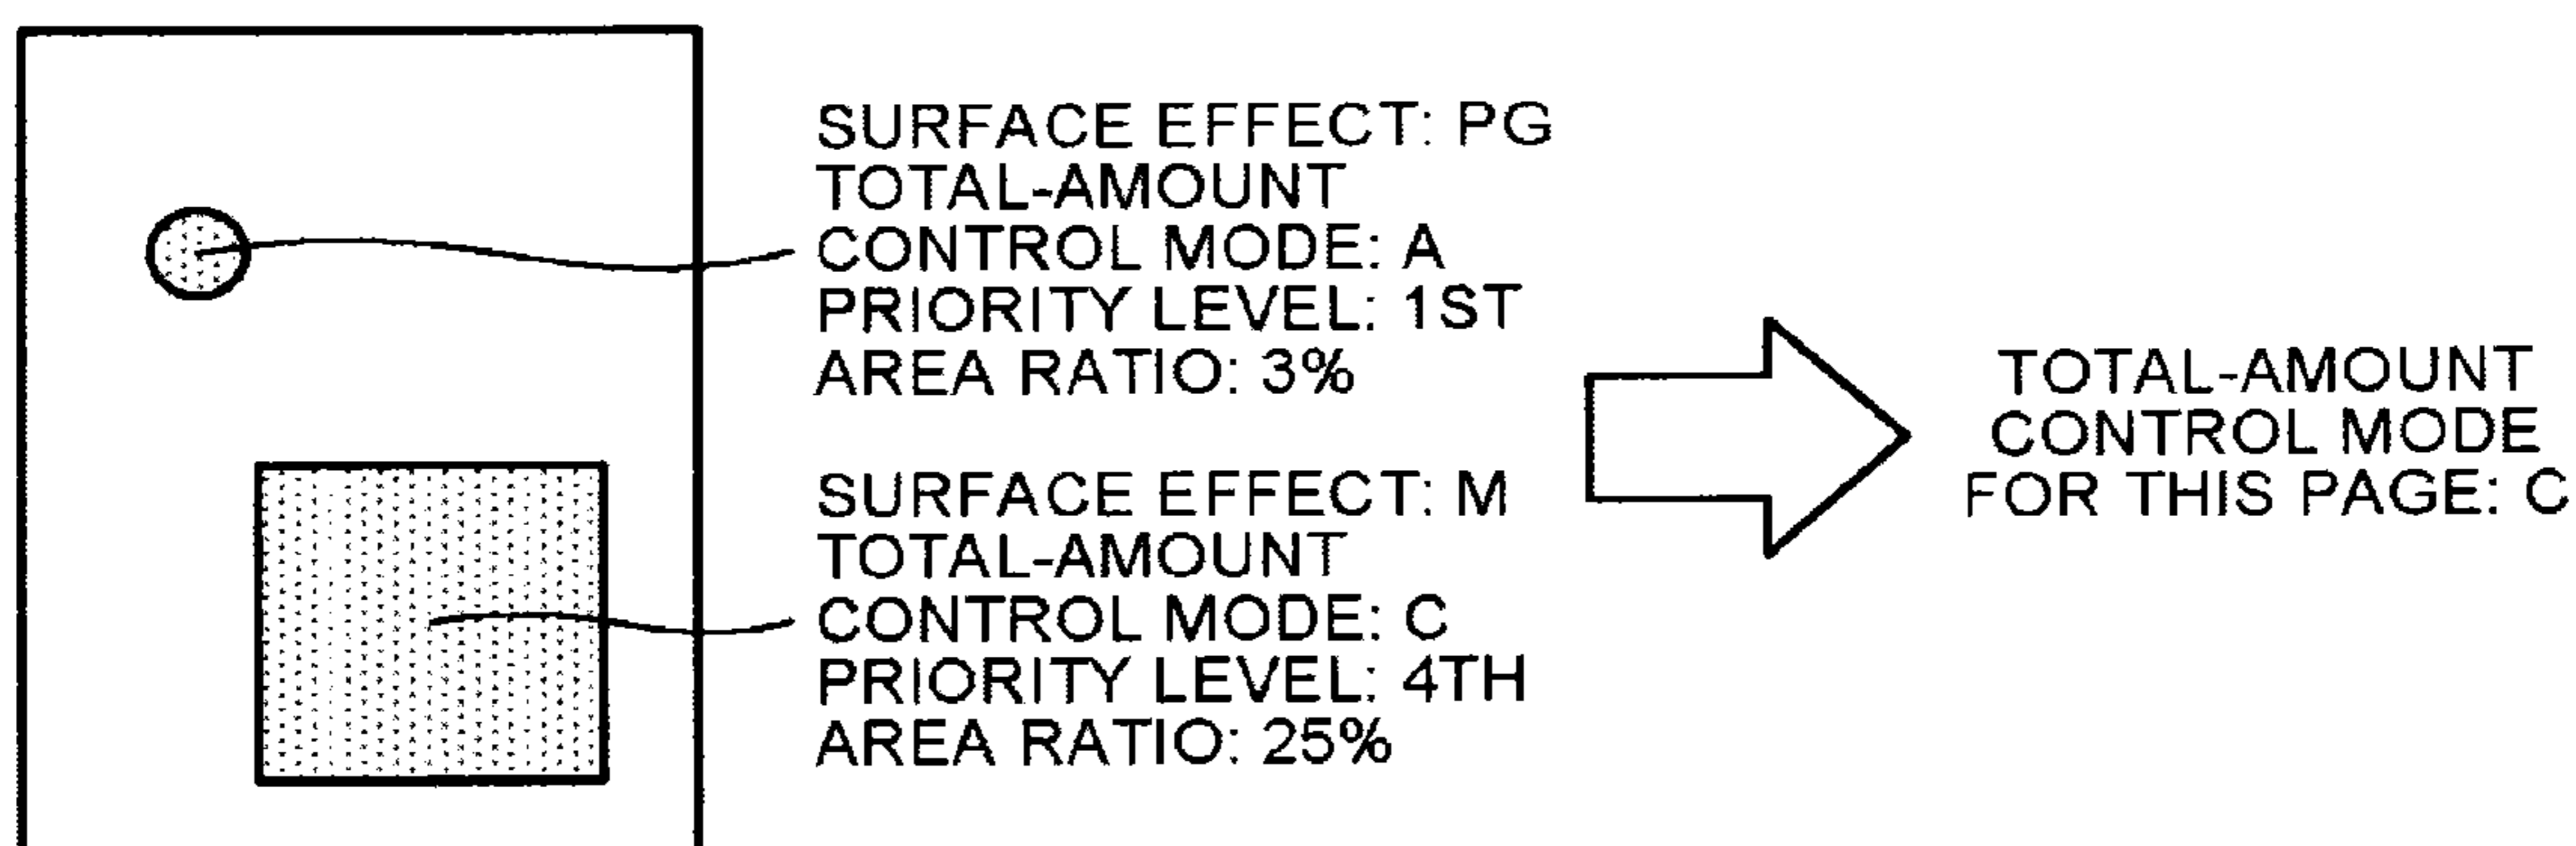 SURFACE EFFECT: PG
TOTAL-AMOUNT
CONTROL MODE: A
PRIORITY LEVEL: 1ST
AREA RATIO: 3%
SURFACE EFFECT: M
TOTAL-AMOUNT
CONTROL MODE: C
PRIORITY LEVEL: 4TH
AREA RATIO: 25%
TOTAL-AMOUNT
CONTROL MODE
FOR THIS PAGE: C